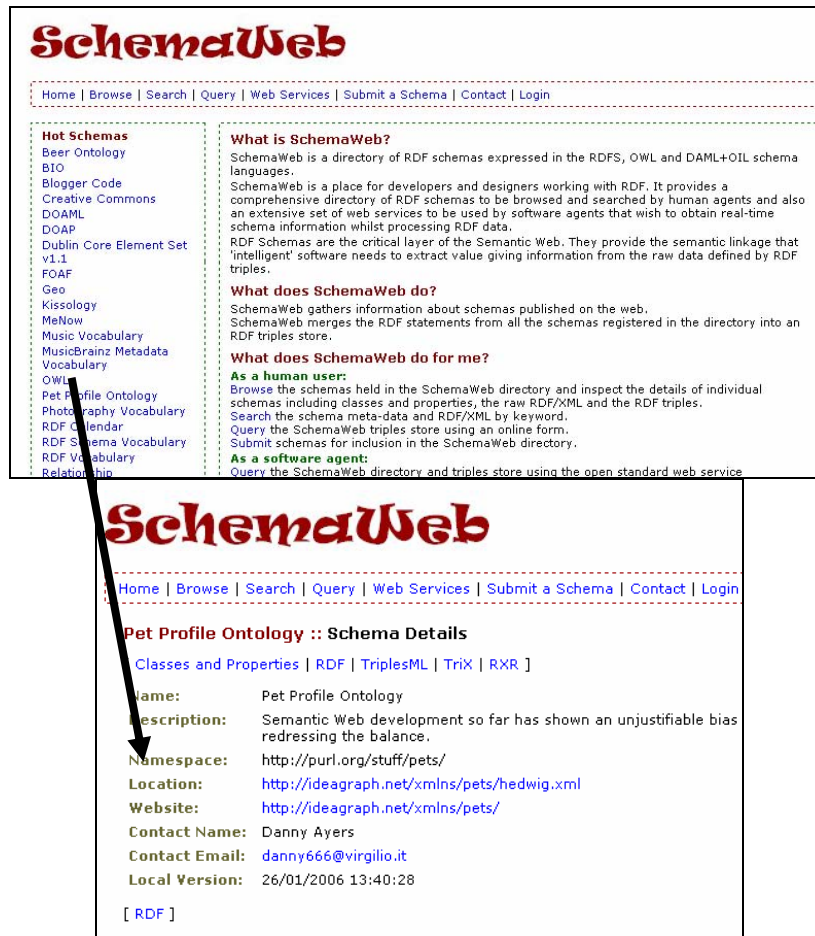 SchemaWeb
Home | Browse | Search | Query | Web Services | Submit a Schema | Contact | Login
Hot Schemas
Beer Ontology
BIO
Blogger Code
Creative Commons
DOAML
DOAP
Dublin Core Element Set
v1.1
FOAF
Geo
Kissology
MeNow
Music Vocabulary
MusicBrainz Metadata
Vocabulary
OWL
Pet Profile Ontology
Photography Vocabulary
RDF Calendar
RDF Schema Vocabulary
RDF Vocabulary
Relationship
What is SchemaWeb?
SchemaWeb is a directory of RDF schemas expressed in the RDFS, OWL and DAML+OIL schema
languages.
SchemaWeb is a place for developers and designers working with RDF. It provides a
comprehensive directory of RDF schemas to be browsed and searched by human agents and also
an extensive set of web services to be used by software agents that wish to obtain real-time
schema information whilst processing RDF data.
RDF Schemas are the critical layer of the Semantic Web. They provide the semantic linkage that
'intelligent' software needs to extract value giving information from the raw data defined by RDF
triples.
What does SchemaWeb do?
SchemaWeb gathers information about schemas published on the web.
SchemaWeb merges the RDF statements from all the schemas registered in the directory into an
RDF triples store.
What does SchemaWeb do for me?
As a human user:
Browse the schemas held in the SchemaWeb directory and inspect the details of individual
schemas including classes and properties, the raw RDF/XML and the RDF triples.
Search the schema meta-data and RDF/XML by keyword.
Query the SchemaWeb triples store using an online form.
Submit schemas for inclusion in the SchemaWeb directory.
As a software agent:
Query the SchemaWeb directory and triples store using the open standard web service
SchemaWeb
Home | Browse | Search | Query | Web Services | Submit a Schema | Contact | Login
Pet Profile Ontology :: Schema Details
Classes and Properties | RDF | TriplesML | TriX | RXR ]
Name: Pet Profile Ontology
Description: Semantic Web development so far has shown an unjustifiable bias
redressing the balance.
Namespace: http://purl.org/stuff/pets/
Location: http://ideagraph.net/xmlns/pets/hedwig.xml
Website: http://ideagraph.net/xmlns/pets/
Contact Name: Danny Ayers
Contact Email: danny666@virgilio.it
Local Version: 26/01/2006 13:40:28
[ RDF ]